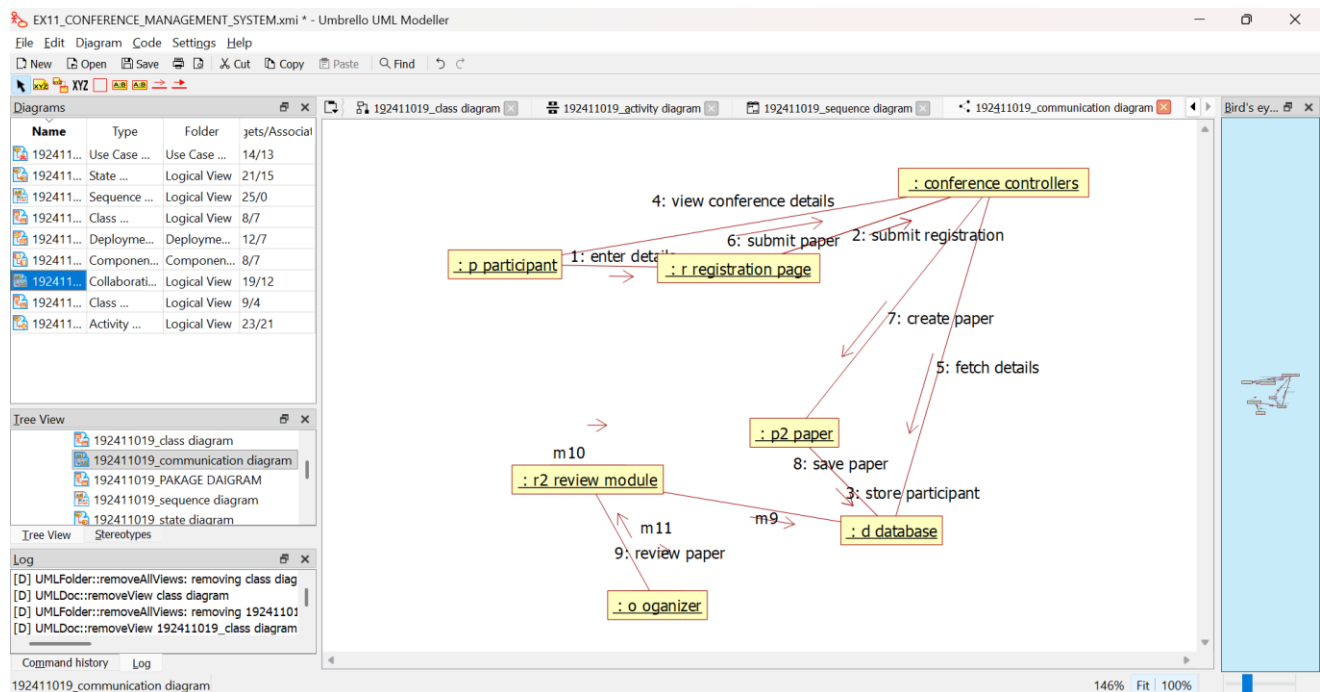 EX11_CONFERENCE_MANAGEMENT_SYSTEM.xmi * - Umbrello UML Modeller
File Edit Diagram Code Settings Help
New Open Save Cut Copy Paste Find
XYZ A:B A:B
Diagrams
Name Type Folder gets/Associat
192411... Use Case ... Use Case ... 14/13
192411... State ... Logical View 21/15
192411... Sequence ... Logical View 25/0
192411... Class ... Logical View 8/7
192411... Deployme... Deployme... 12/7
192411... Componen... Componen... 8/7
192411... Collaborati... Logical View 19/12
192411... Class ... Logical View 9/4
192411... Activity ... Logical View 23/21
Tree View
192411019_class diagram
192411019_communication diagram
192411019_PAKAGE DAIGRAM
192411019_sequence diagram
192411019 state diagram
Tree View Stereotypes
Log
[D] UMLFolder::removeAllViews: removing class diag
[D] UMLDoc::removeView class diagram
[D] UMLFolder::removeAllViews: removing 19241101
[D] UMLDoc::removeView 192411019_class diagram
Command history Log
192411019_communication diagram
192411019_class diagram 192411019_activity diagram 192411019_sequence diagram 192411019_communication diagram
: conference controllers
4: view conference details
6: submit paper 2: submit registration
1: enter details
: p participant
: r registration page
7: create paper
5: fetch details
: p2 paper
m10
8: save paper
: r2 review module
3: store participant
m9
m11
: d database
9: review paper
: o oganizer
Bird's ey...
146% Fit 100%